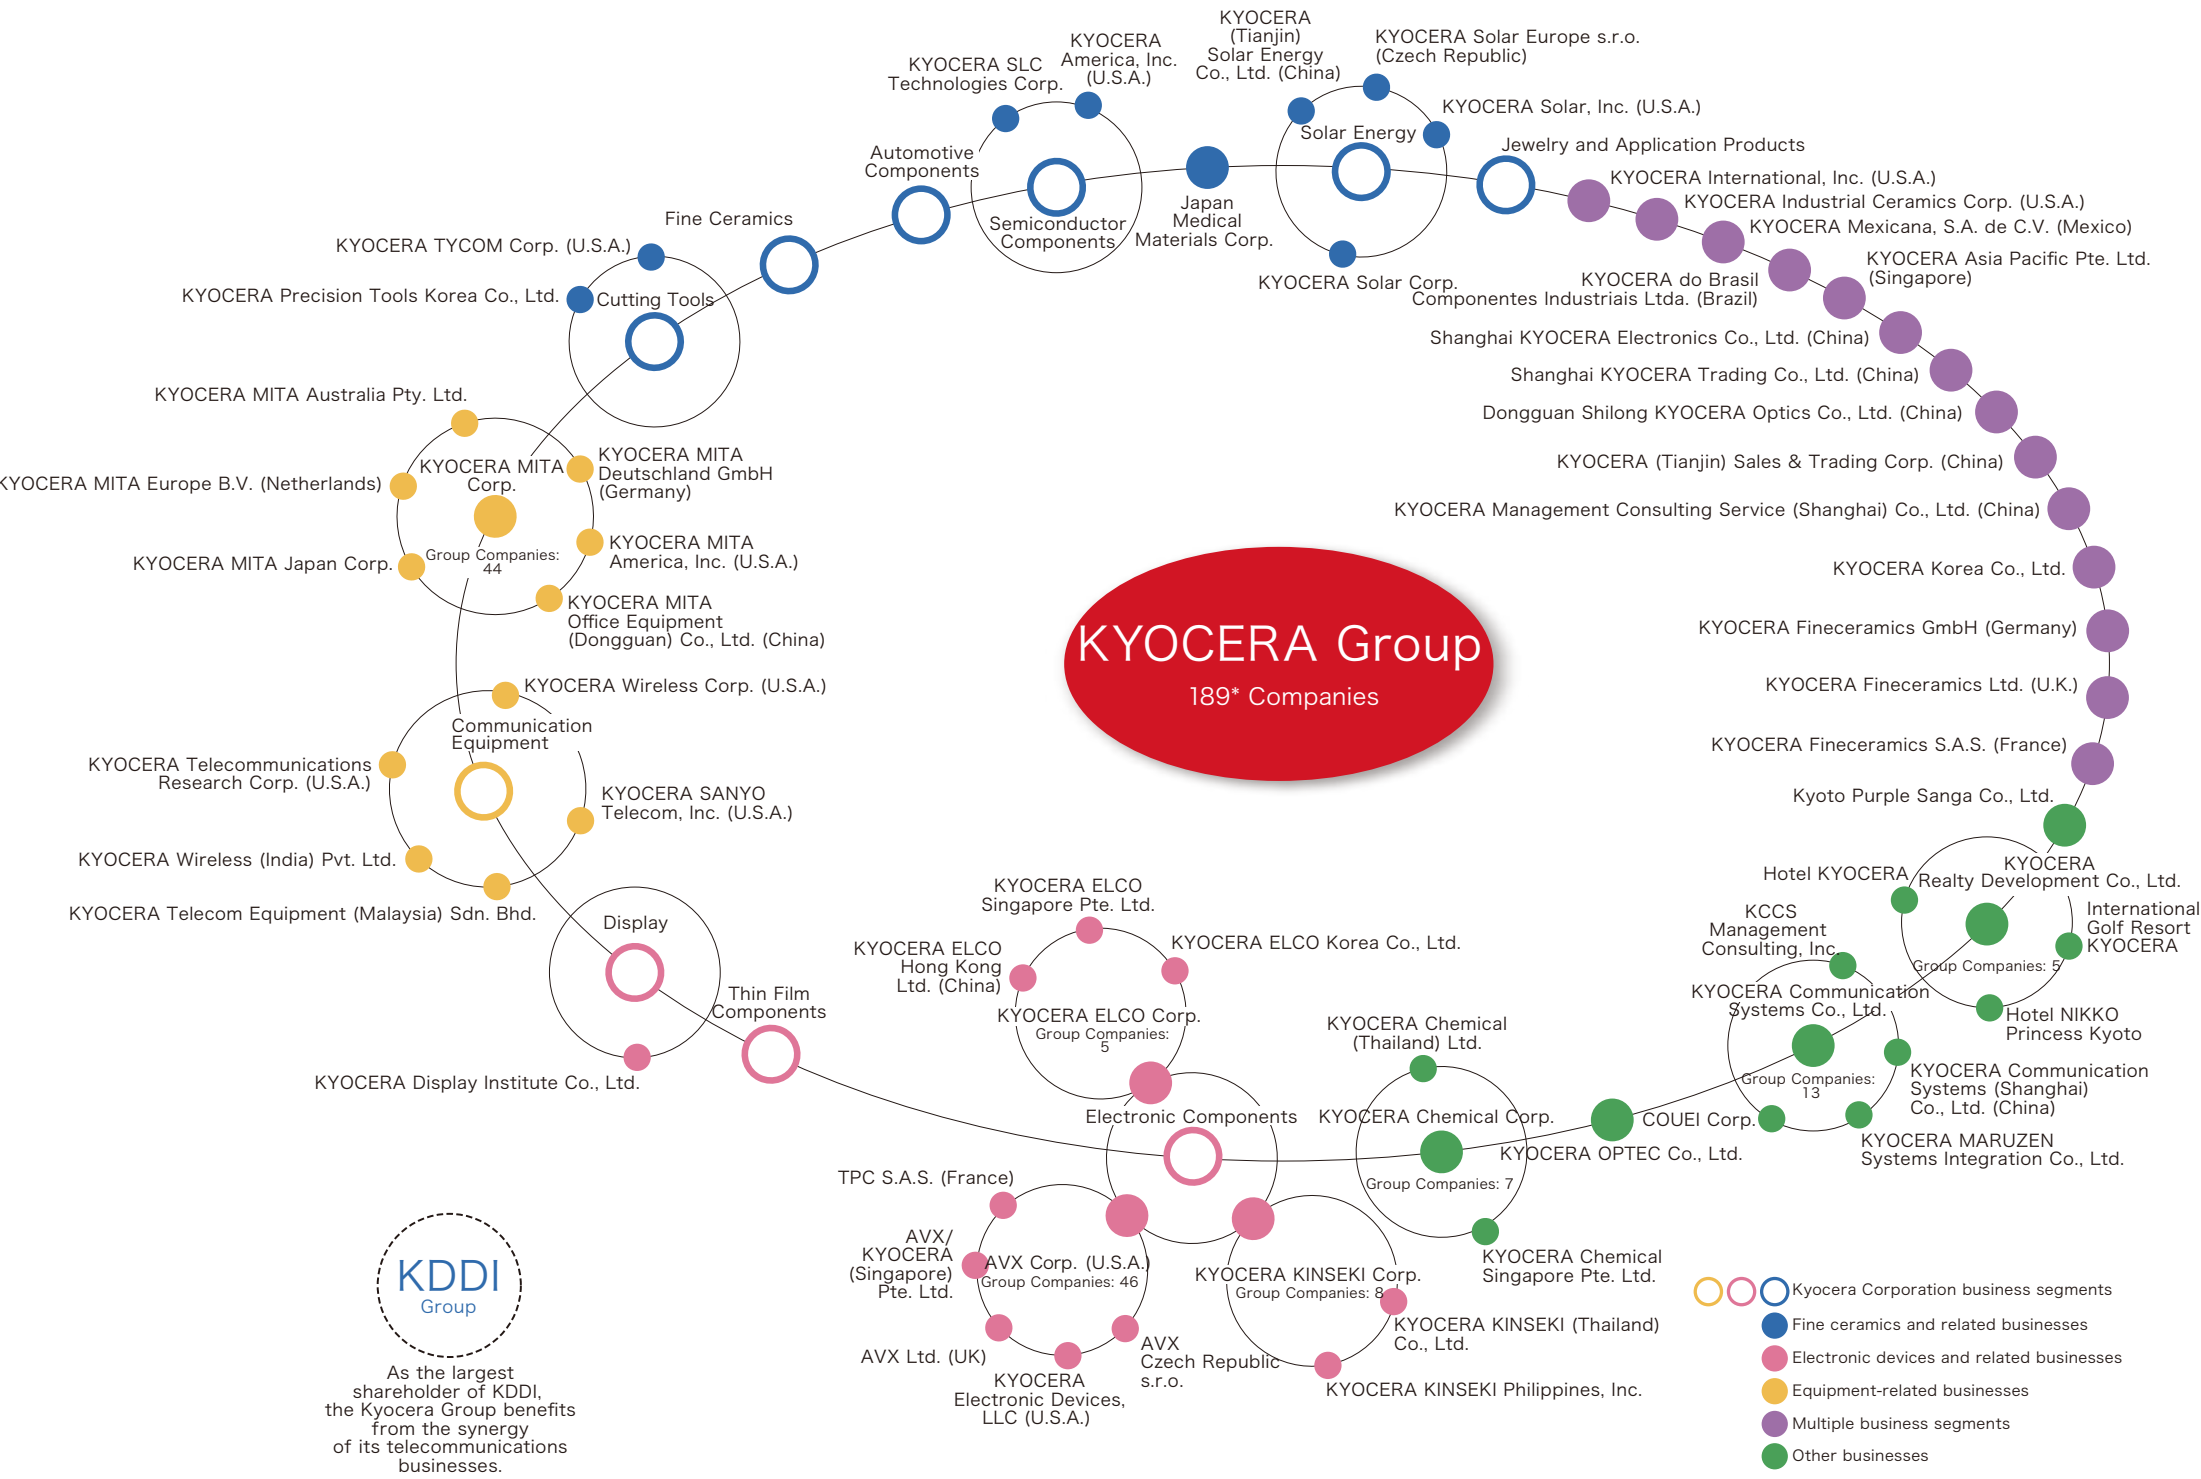 KYOCERA
(Tianjin)
Solar Energy
Co., Ltd. (China)
KYOCERA Solar Europe s.r.o.
(Czech Republic)
KYOCERA
America, Inc.
(U.S.A.)
KYOCERA SLC
Technologies Corp.
KYOCERA Solar, Inc. (U.S.A.)
Solar Energy
Jewelry and Application Products
Automotive
Components
KYOCERA International, Inc. (U.S.A.)
KYOCERA Industrial Ceramics Corp. (U.S.A.)
KYOCERA Mexicana, S.A. de C.V. (Mexico)
Japan
Medical
Materials Corp.
Semiconductor
Components
Fine Ceramics
KYOCERA TYCOM Corp. (U.S.A.)
KYOCERA Asia Pacific Pte. Ltd.
(Singapore)
KYOCERA Solar Corp.
KYOCERA do Brasil
Componentes Industriais Ltda. (Brazil)
KYOCERA Precision Tools Korea Co., Ltd.
Cutting Tools
Shanghai KYOCERA Electronics Co., Ltd. (China)
Shanghai KYOCERA Trading Co., Ltd. (China)
Dongguan Shilong KYOCERA Optics Co., Ltd. (China)
KYOCERA (Tianjin) Sales & Trading Corp. (China)
KYOCERA Management Consulting Service (Shanghai) Co., Ltd. (China)
KYOCERA Korea Co., Ltd.
KYOCERA Fineceramics GmbH (Germany)
KYOCERA Fineceramics Ltd. (U.K.)
KYOCERA Fineceramics S.A.S. (France)
KYOCERA MITA Australia Pty. Ltd.
KYOCERA MITA
Corp.
KYOCERA MITA
Deutschland GmbH
(Germany)
KYOCERA MITA Europe B.V. (Netherlands)
KYOCERA MITA
America, Inc. (U.S.A.)
KYOCERA MITA Japan Corp.
Group Companies:
44
KYOCERA MITA
Office Equipment
(Dongguan) Co., Ltd. (China)
KYOCERA Group
189* Companies
KYOCERA Wireless Corp. (U.S.A.)
Communication
Equipment
KYOCERA Telecommunications
Research Corp. (U.S.A.)
KYOCERA SANYO
Telecom, Inc. (U.S.A.)
KYOCERA Wireless (India) Pvt. Ltd.
KYOCERA Telecom Equipment (Malaysia) Sdn. Bhd.
Display
Thin Film
Components
KYOCERA Display Institute Co., Ltd.
Kyoto Purple Sanga Co., Ltd.
Hotel KYOCERA
KYOCERA
Realty Development Co., Ltd.
International
Golf Resort
KYOCERA
Group Companies: 5
Hotel NIKKO
Princess Kyoto
KCCS
Management
Consulting, Inc.
KYOCERA Communication
Systems Co., Ltd.
Group Companies:
13
KYOCERA Communication
Systems (Shanghai)
Co., Ltd. (China)
COUEI Corp.
KYOCERA MARUZEN
Systems Integration Co., Ltd.
KYOCERA OPTEC Co., Ltd.
KYOCERA ELCO
Singapore Pte. Ltd.
KYOCERA ELCO Korea Co., Ltd.
KYOCERA ELCO
Hong Kong
Ltd. (China)
KYOCERA ELCO Corp.
Group Companies:
5
KYOCERA Chemical
(Thailand) Ltd.
Electronic Components
KYOCERA Chemical Corp.
Group Companies: 7
KYOCERA Chemical
Singapore Pte. Ltd.
TPC S.A.S. (France)
AVX/
KYOCERA
(Singapore)
Pte. Ltd.
AVX Corp. (U.S.A.)
Group Companies: 46
AVX Ltd. (UK)
KYOCERA
Electronic Devices,
LLC (U.S.A.)
AVX
Czech Republic
s.r.o.
KYOCERA KINSEKI Corp.
Group Companies: 8
KYOCERA KINSEKI (Thailand)
Co., Ltd.
KYOCERA KINSEKI Philippines, Inc.
KDDI
Group
As the largest
shareholder of KDDI,
the Kyocera Group benefits
from the synergy
of its telecommunications
businesses.
Kyocera Corporation business segments
Fine ceramics and related businesses
Electronic devices and related businesses
Equipment-related businesses
Multiple business segments
Other businesses